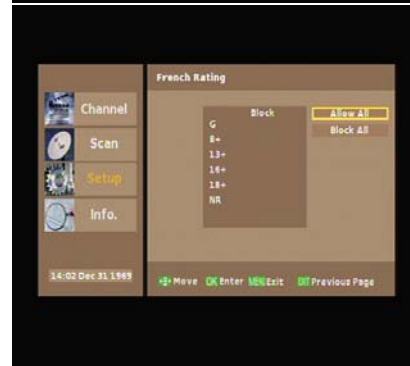 French Rating
Channel
Scan
Setup
Info.
14:02 Dec 31 1969
Block
G
8+
13+
16+
18+
NR
Allow All
Block All
Move OK Enter MENU Exit EXIT Previous Page